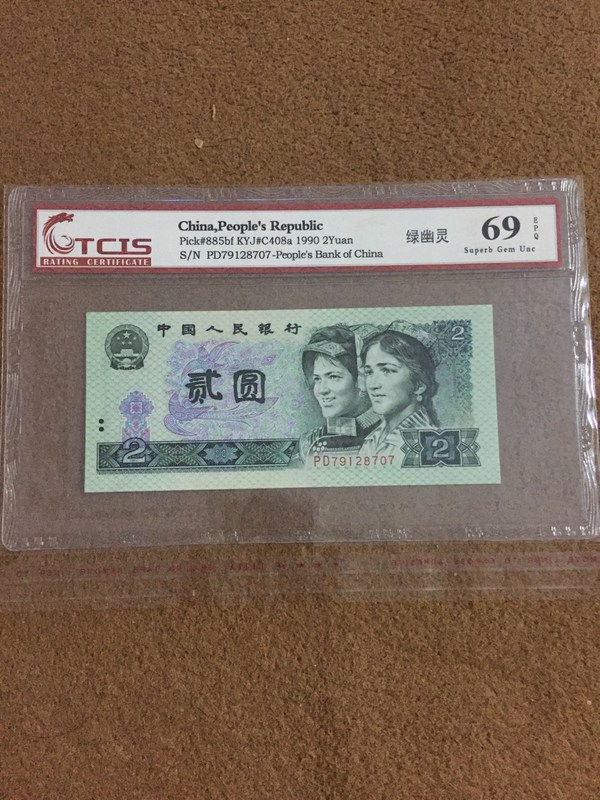 TCIS
RATING CERTIFICATE
China,People's Republic
Pick#885bf KYJ#C408a 1990 2Yuan
S/N PD79128707-People's Bank of China
绿幽灵
69
EPQ
Superb Gem Unc
中国人民银行
2
贰圆
2
PD79128707
2